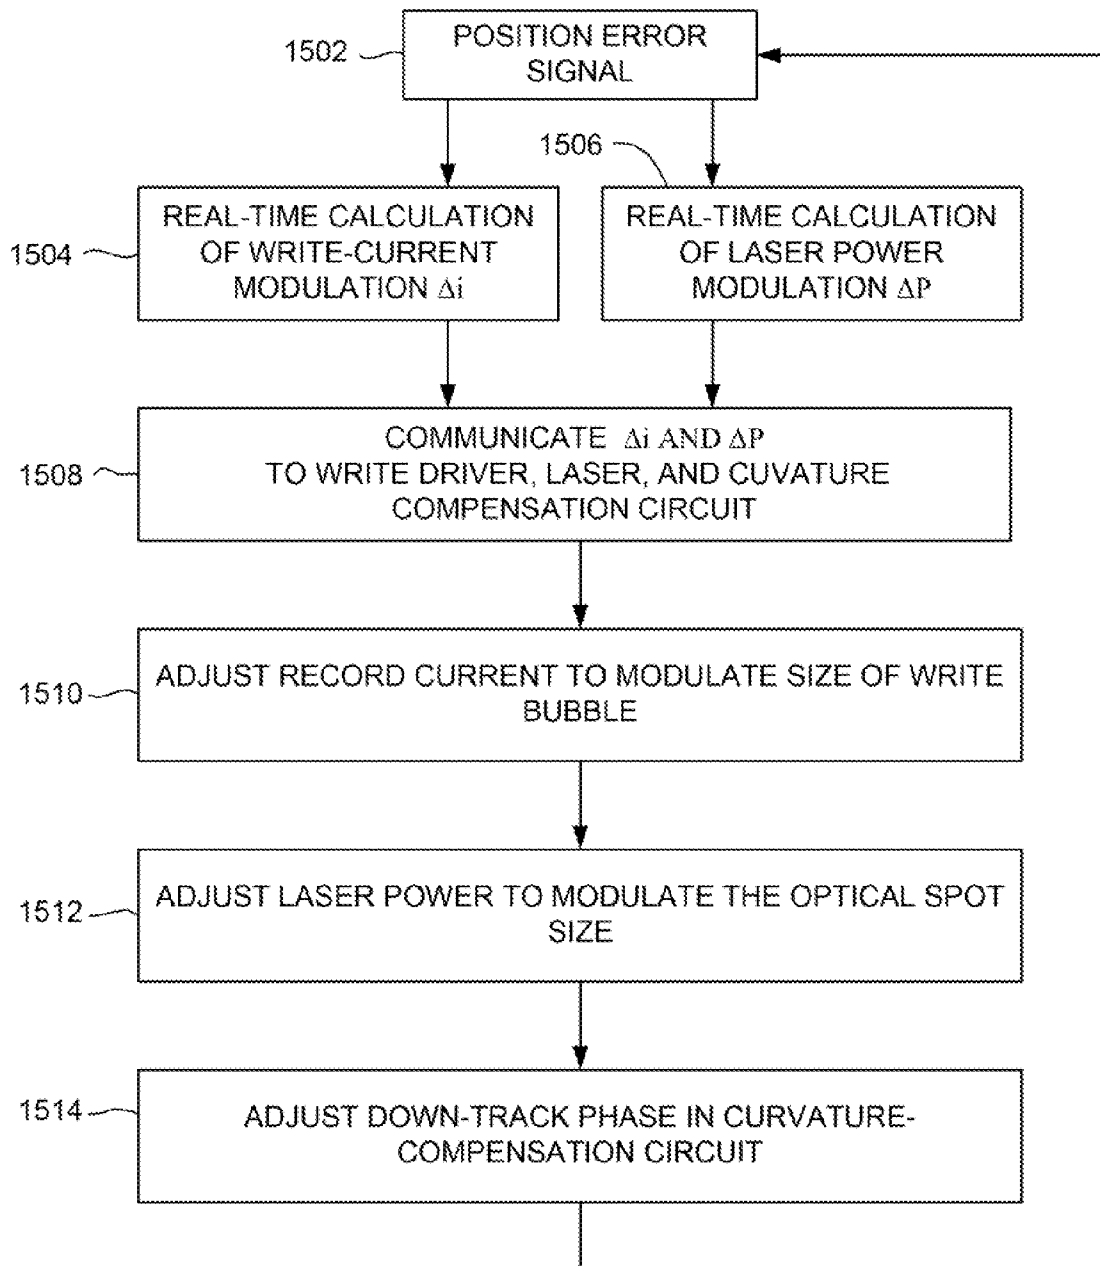 1502
POSITION ERROR
SIGNAL
1504
REAL-TIME CALCULATION
OF WRITE-CURRENT
MODULATION Δi
1506
REAL-TIME CALCULATION
OF LASER POWER
MODULATION ΔP
1508
COMMUNICATE Δi AND ΔP
TO WRITE DRIVER, LASER, AND CUVATURE
COMPENSATION CIRCUIT
1510
ADJUST RECORD CURRENT TO MODULATE SIZE OF WRITE
BUBBLE
1512
ADJUST LASER POWER TO MODULATE THE OPTICAL SPOT
SIZE
1514
ADJUST DOWN-TRACK PHASE IN CURVATURE-
COMPENSATION CIRCUIT